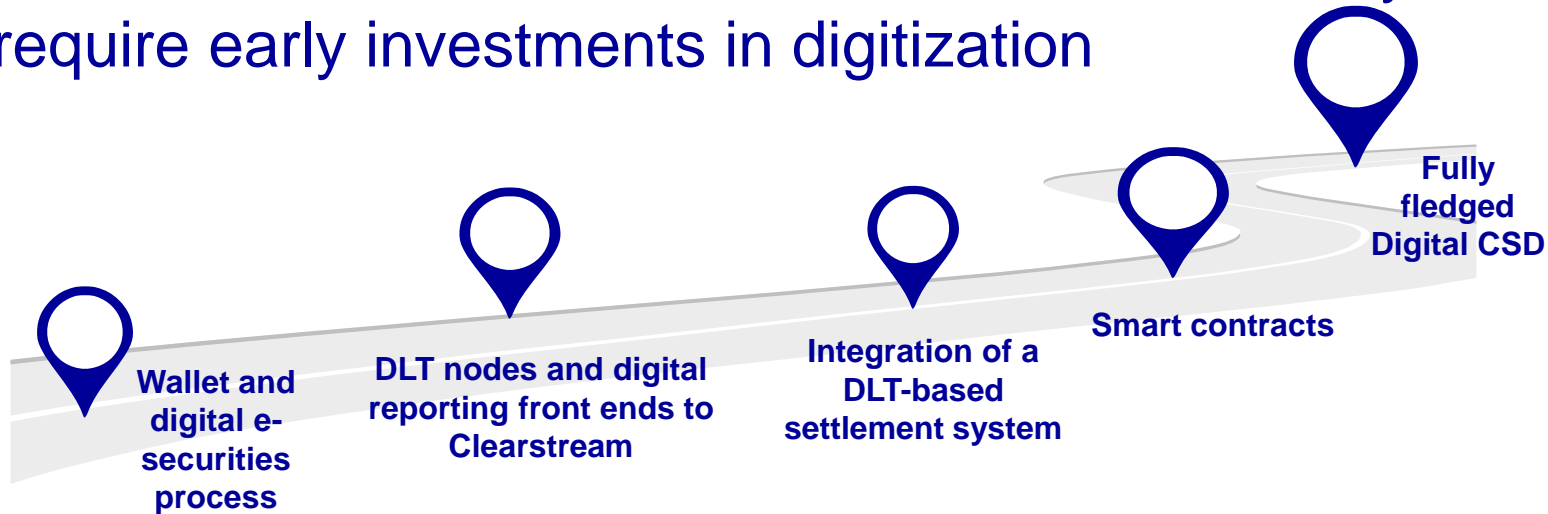 require early investments in digitization
Fully
fledged
Digital CSD
Smart contracts
Integration of a
DLT-based
settlement system
DLT nodes and digital
reporting front ends to
Clearstream
Wallet and
digital e-
securities
process